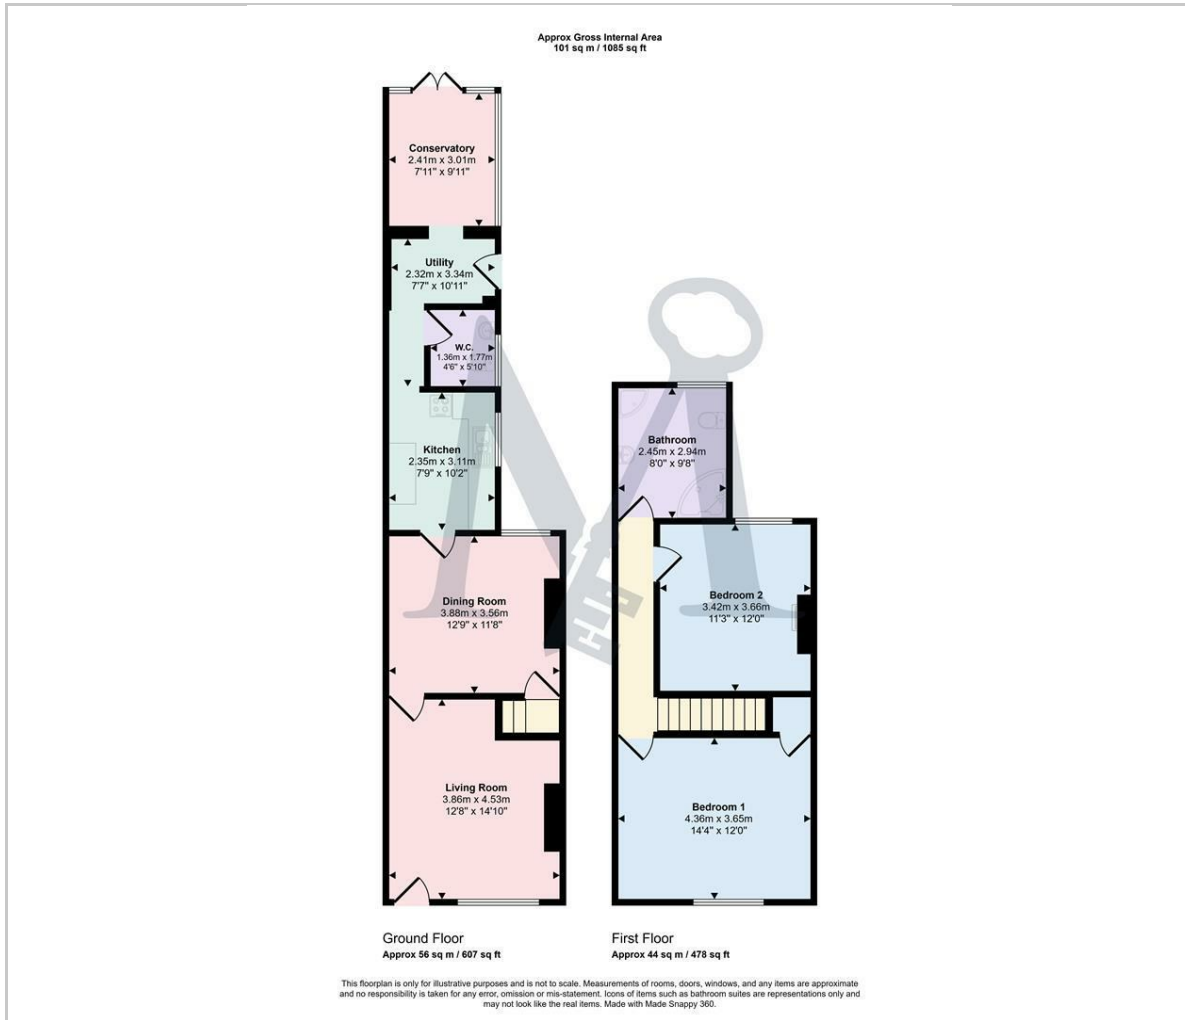 Approx Gross Internal Area
101 sq m / 1085 sq ft
Conservatory
2.41m x 3.01m
7'11" x 9'11"
Utility
2.32m x 3.34m
7'7" x 10'11"
W.C.
1.36m x 1.77m
4'6" x 5'10"
Kitchen
2.35m x 3.11m
7'9" x 10'2"
Dining Room
3.88m x 3.56m
12'9" x 11'8"
Living Room
3.86m x 4.53m
12'8" x 14'10"
Ground Floor
Approx 56 sq m / 607 sq ft
Bathroom
2.45m x 2.94m
8'0" x 9'8"
Bedroom 2
3.42m x 3.66m
11'3" x 12'0"
Bedroom 1
4.36m x 3.65m
14'4" x 12'0"
First Floor
Approx 44 sq m / 478 sq ft
This floorplan is only for illustrative purposes and is not to scale. Measurements of rooms, doors, windows, and any items are approximate
and no responsibility is taken for any error, omission or mis-statement. Icons of items such as bathroom suites are representations only and
may not look like the real items. Made with Made Snappy 360.